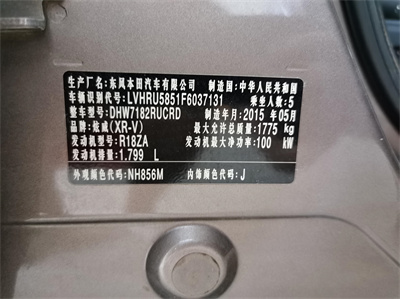 生产厂名:东风本田汽车有限公司 制造国:中华人民共和国
车辆识别代号:LVHRU5851F6037131 乘坐人数:5
整车型号:DHW7182RUCRD 制造年月:2015 年05月
品牌:炫威(XR-V) 最大允许总质量:1775 kg
发动机型号:R18ZA 发动机最大净功率:100 kW
发动机排量:1.799 L
外观颜色代码:NH856M 内饰颜色代码:J